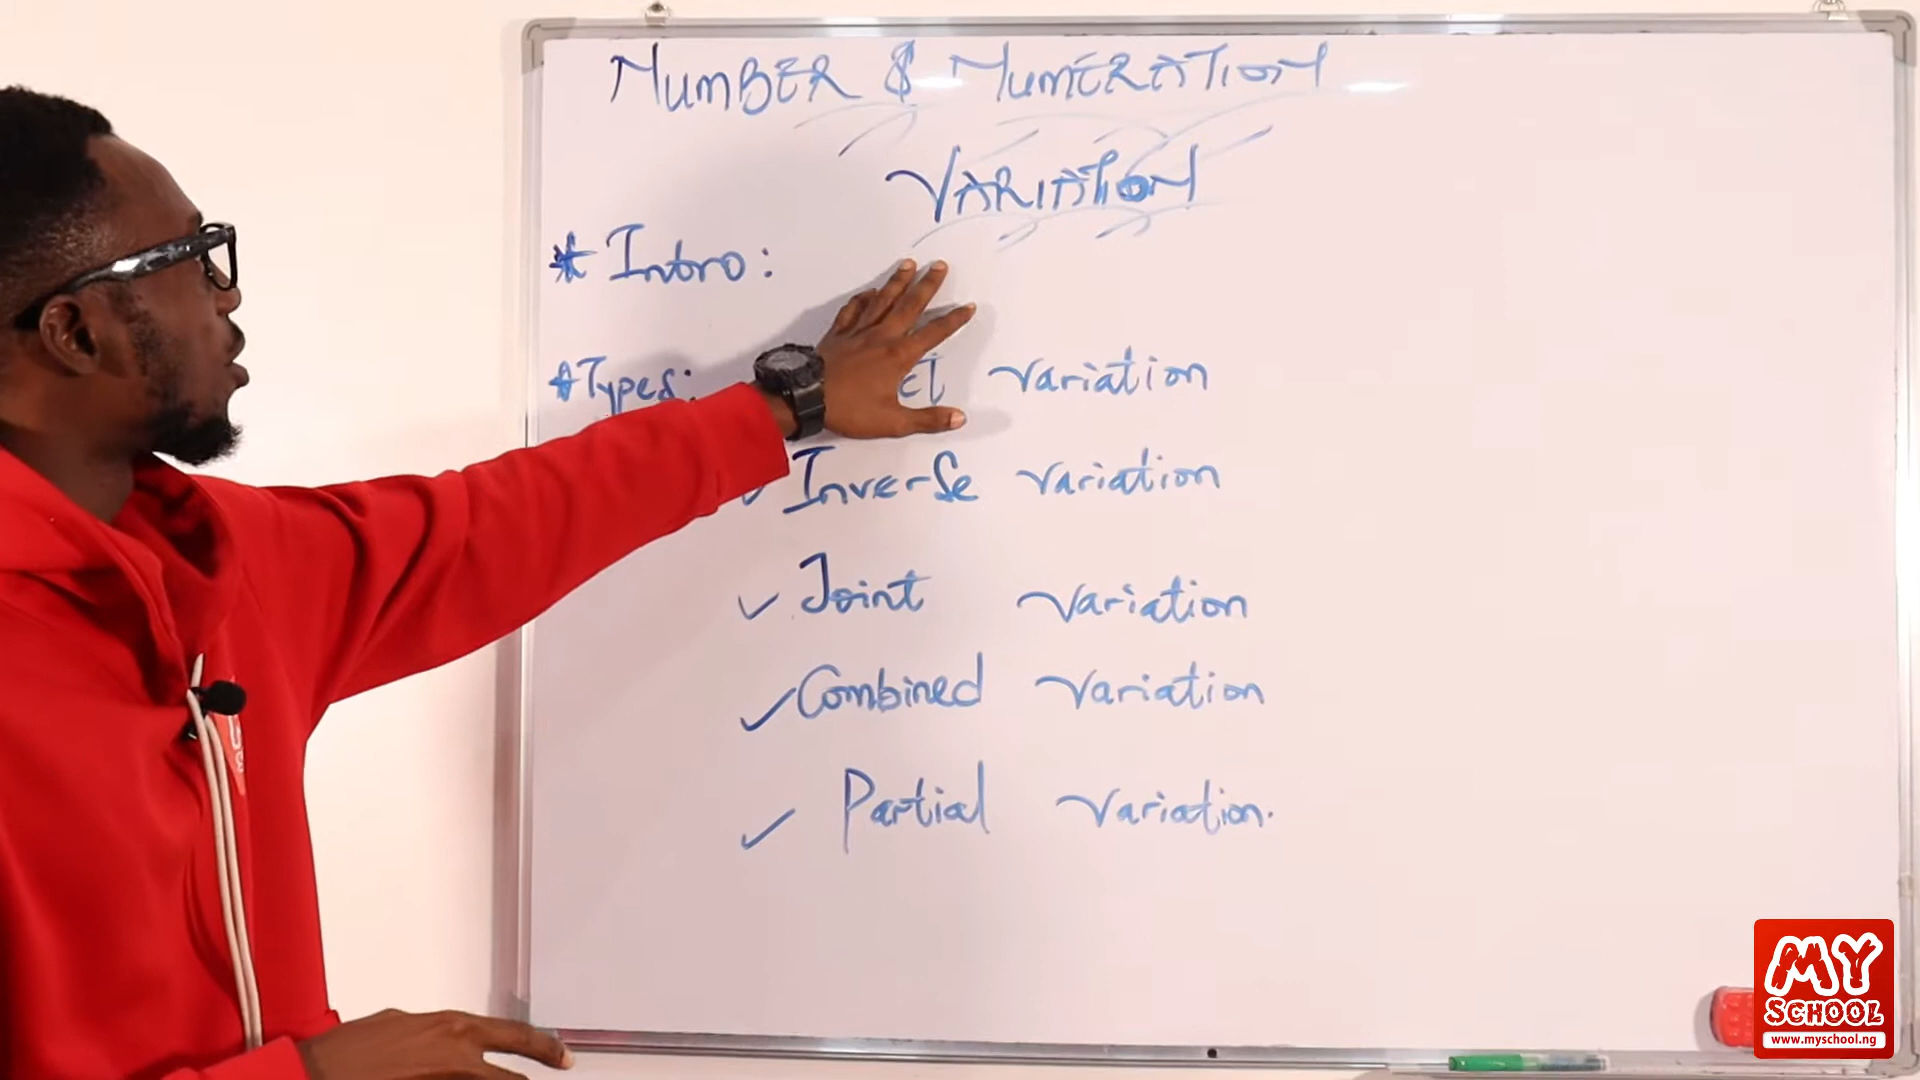 NUMBER & NUMERATION
VARIATION
* Intro:
* Types: variation
✓ Inverse variation
✓ Joint variation
✓ Combined variation
✓ Partial variation.
MY
SCHOOL
www.myschool.ng